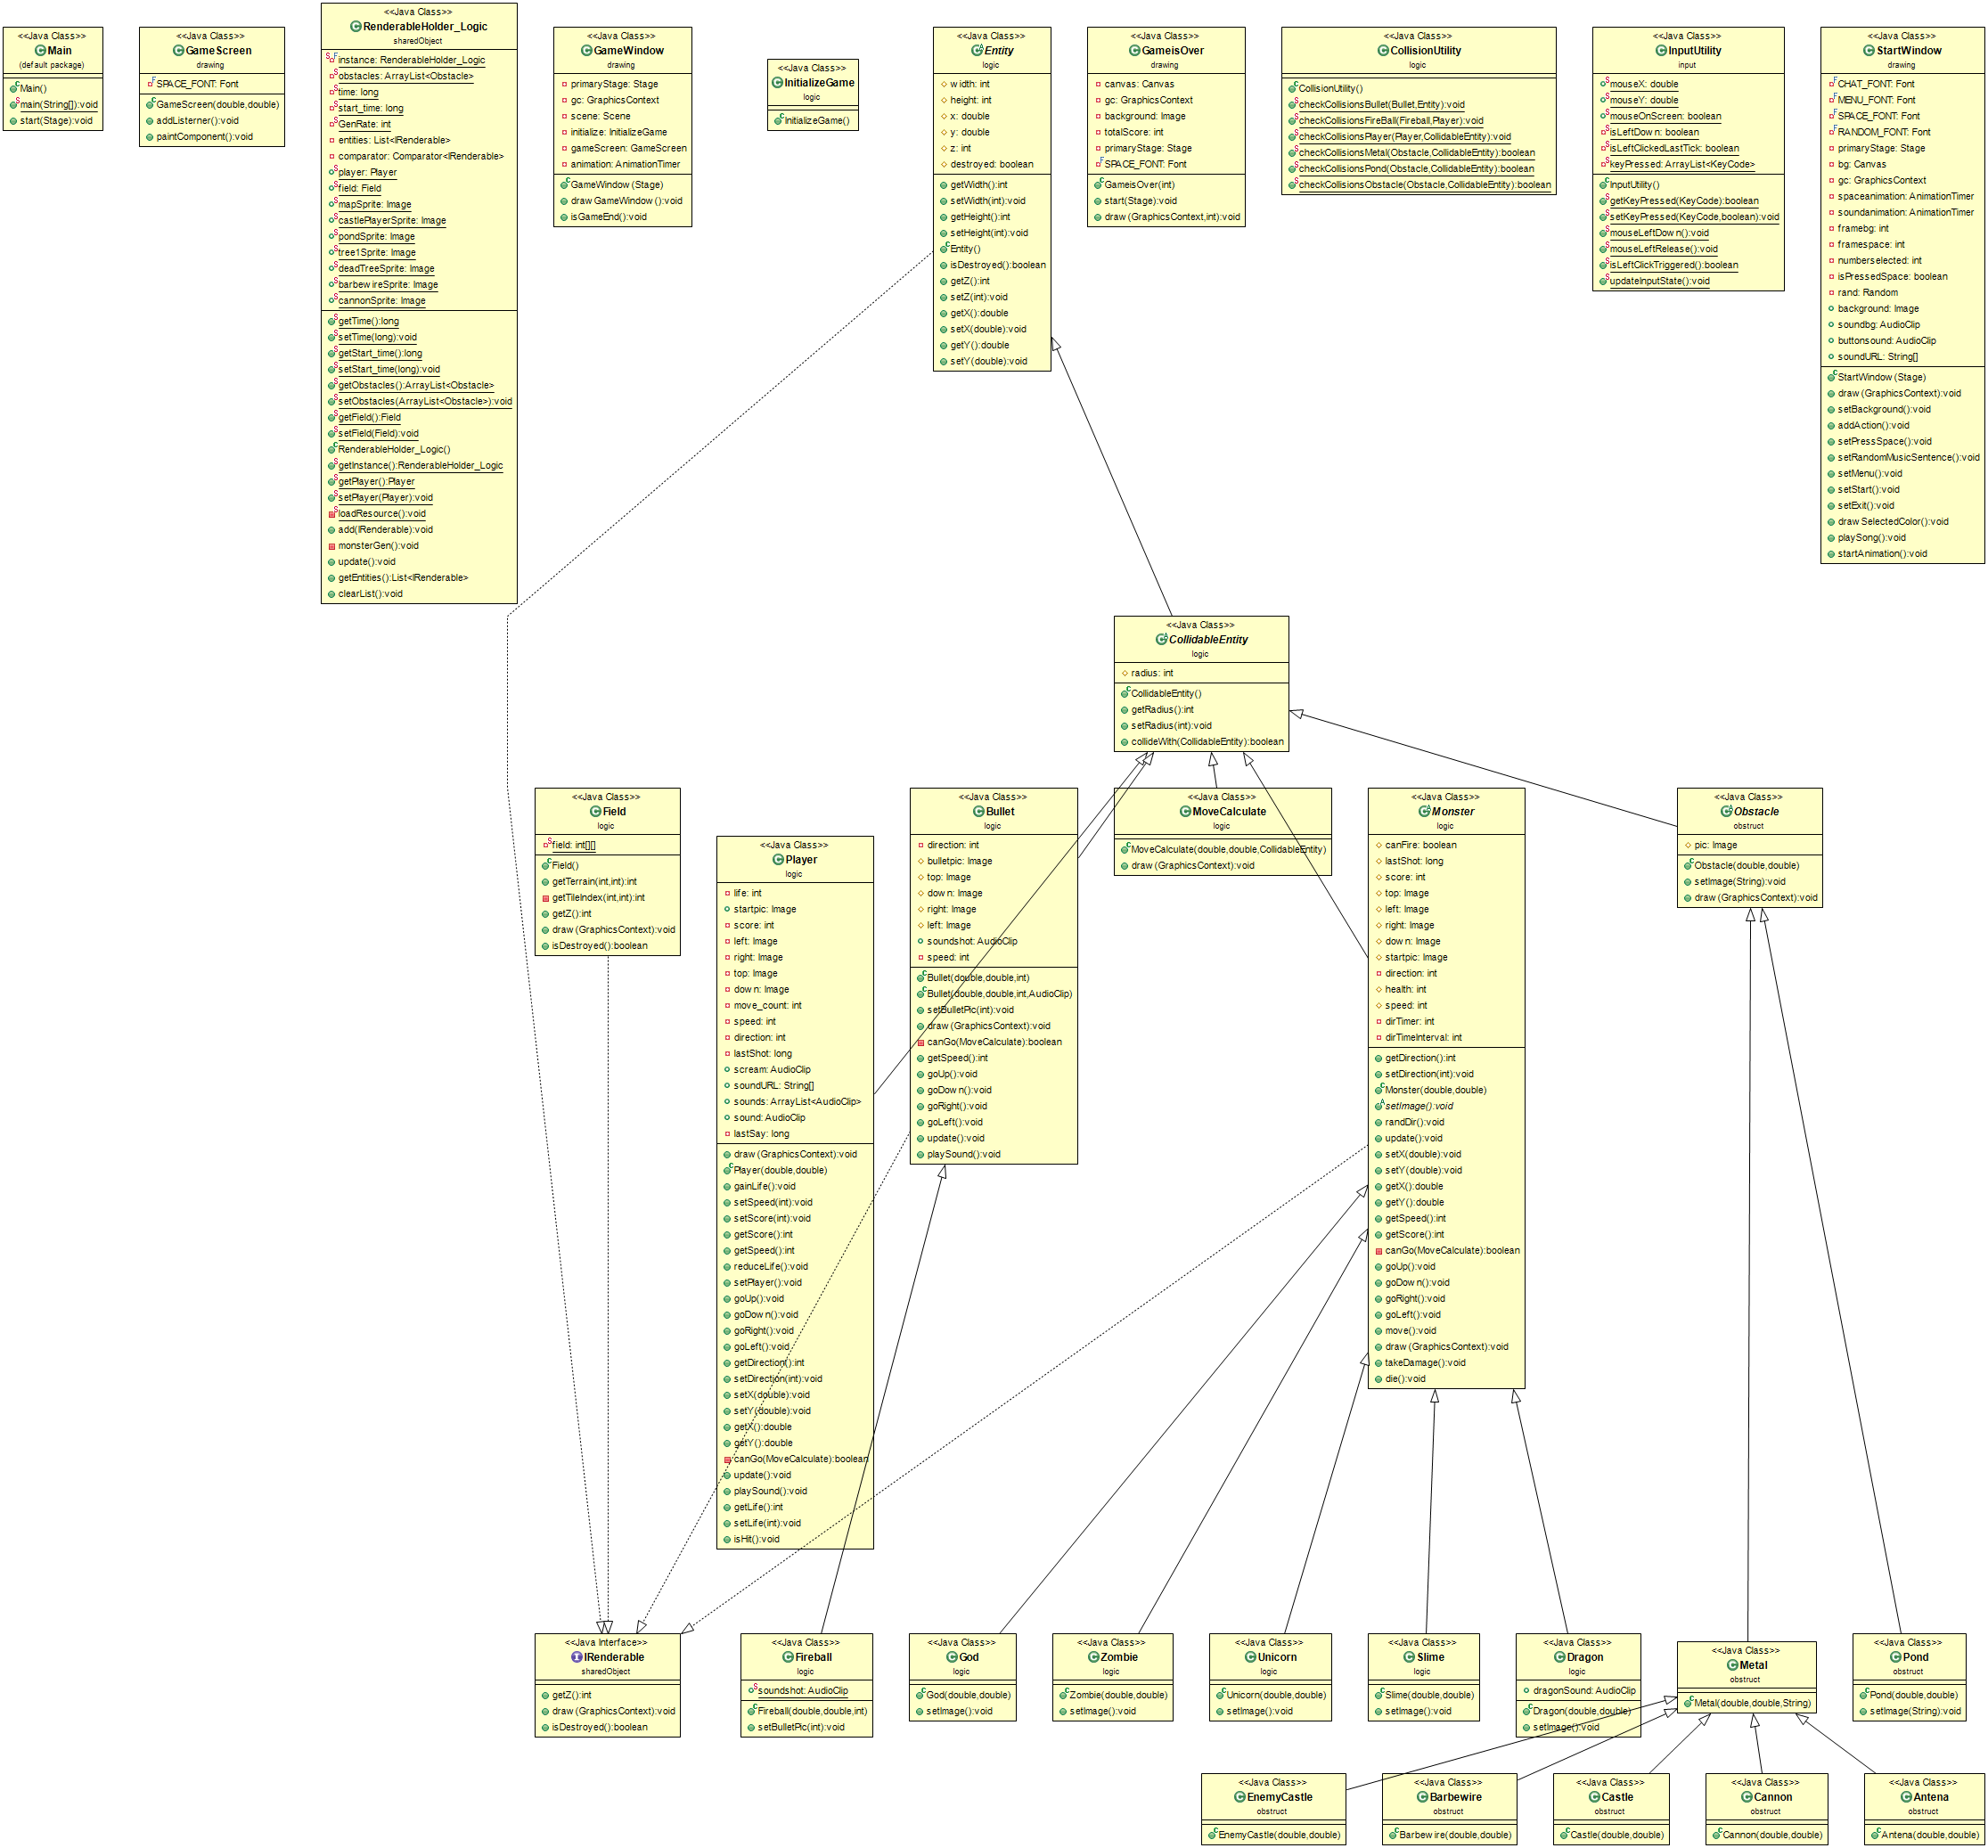 <<Java Class>>
Main
(default package)
Main()
main(String[]):void
start(Stage):void
<<Java Class>>
GameScreen
drawing
SPACE_FONT: Font
GameScreen(double,double)
addListerner():void
paintComponent():void
<<Java Class>>
RenderableHolder_Logic
sharedObject
instance: RenderableHolder_Logic
obstacles: ArrayList<Obstacle>
time: long
start_time: long
GenRate: int
entities: List<IRenderable>
comparator: Comparator<IRenderable>
player: Player
field: Field
mapSprite: Image
castlePlayerSprite: Image
pondSprite: Image
tree1Sprite: Image
deadTreeSprite: Image
barbewireSprite: Image
cannonSprite: Image
getTime():long
setTime(long):void
getStart_time():long
setStart_time(long):void
getObstacles():ArrayList<Obstacle>
setObstacles(ArrayList<Obstacle>):void
getField():Field
setField(Field):void
RenderableHolder_Logic()
getInstance():RenderableHolder_Logic
getPlayer():Player
setPlayer(Player):void
loadResource():void
add(IRenderable):void
monsterGen():void
update():void
getEntities():List<IRenderable>
clearList():void
<<Java Class>>
GameWindow
drawing
primaryStage: Stage
gc: GraphicsContext
scene: Scene
initialize: InitializeGame
gameScreen: GameScreen
animation: AnimationTimer
GameWindow(Stage)
drawGameWindow():void
isGameEnd():void
<<Java Class>>
InitializeGame
logic
InitializeGame()
<<Java Class>>
Entity
logic
width: int
height: int
x: double
y: double
z: int
destroyed: boolean
getWidth():int
setWidth(int):void
getHeight():int
setHeight(int):void
Entity()
isDestroyed():boolean
getZ():int
setZ(int):void
getX():double
setX(double):void
getY():double
setY(double):void
<<Java Class>>
GameisOver
drawing
canvas: Canvas
gc: GraphicsContext
background: Image
totalScore: int
primaryStage: Stage
SPACE_FONT: Font
GameisOver(int)
start(Stage):void
draw(GraphicsContext,int):void
<<Java Class>>
CollisionUtility
logic
CollisionUtility()
checkCollisionsBullet(Bullet,Entity):void
checkCollisionsFireBall(Fireball,Player):void
checkCollisionsPlayer(Player,CollidableEntity):void
checkCollisionsMetal(Obstacle,CollidableEntity):boolean
checkCollisionsPond(Obstacle,CollidableEntity):boolean
checkCollisionsObstacle(Obstacle,CollidableEntity):boolean
<<Java Class>>
InputUtility
input
mouseX: double
mouseY: double
mouseOnScreen: boolean
isLeftDown: boolean
isLeftClickedLastTick: boolean
keyPressed: ArrayList<KeyCode>
InputUtility()
getKeyPressed(KeyCode):boolean
setKeyPressed(KeyCode,boolean):void
mouseLeftDown():void
mouseLeftRelease():void
isLeftClickTriggered():boolean
updateInputState():void
<<Java Class>>
StartWindow
drawing
CHAT_FONT: Font
MENU_FONT: Font
SPACE_FONT: Font
RANDOM_FONT: Font
primaryStage: Stage
bg: Canvas
gc: GraphicsContext
spaceanimation: AnimationTimer
soundanimation: AnimationTimer
framebg: int
framespace: int
numberselected: int
isPressedSpace: boolean
rand: Random
background: Image
soundbg: AudioClip
buttonsound: AudioClip
soundURL: String[]
StartWindow(Stage)
draw(GraphicsContext):void
setBackground():void
addAction():void
setPressSpace():void
setRandomMusicSentence():void
setMenu():void
setStart():void
setExit():void
drawSelectedColor():void
playSong():void
startAnimation():void
<<Java Class>>
CollidableEntity
logic
radius: int
CollidableEntity()
getRadius():int
setRadius(int):void
collideWith(CollidableEntity):boolean
<<Java Class>>
Field
logic
field: int[][]
Field()
getTerrain(int,int):int
getTileIndex(int,int):int
getZ():int
draw(GraphicsContext):void
isDestroyed():boolean
<<Java Class>>
Player
logic
life: int
startpic: Image
score: int
left: Image
right: Image
top: Image
down: Image
move_count: int
speed: int
direction: int
lastShot: long
scream: AudioClip
soundURL: String[]
sounds: ArrayList<AudioClip>
sound: AudioClip
lastSay: long
draw(GraphicsContext):void
Player(double,double)
gainLife():void
setSpeed(int):void
setScore(int):void
getScore():int
getSpeed():int
reduceLife():void
setPlayer():void
goUp():void
goDown():void
goRight():void
goLeft():void
getDirection():int
setDirection(int):void
setX(double):void
setY(double):void
getX():double
getY():double
canGo(MoveCalculate):boolean
update():void
playSound():void
getLife():int
setLife(int):void
isHit():void
<<Java Class>>
Bullet
logic
direction: int
bulletpic: Image
top: Image
down: Image
right: Image
left: Image
soundshot: AudioClip
speed: int
Bullet(double,double,int)
Bullet(double,double,int,AudioClip)
setBulletPic(int):void
draw(GraphicsContext):void
canGo(MoveCalculate):boolean
getSpeed():int
goUp():void
goDown():void
goRight():void
goLeft():void
update():void
playSound():void
<<Java Class>>
MoveCalculate
logic
MoveCalculate(double,double,CollidableEntity)
draw(GraphicsContext):void
<<Java Class>>
Monster
logic
canFire: boolean
lastShot: long
score: int
top: Image
left: Image
right: Image
down: Image
startpic: Image
direction: int
health: int
speed: int
dirTimer: int
dirTimeInterval: int
getDirection():int
setDirection(int):void
Monster(double,double)
setImage():void
randDir():void
update():void
setX(double):void
setY(double):void
getX():double
getY():double
getSpeed():int
getScore():int
canGo(MoveCalculate):boolean
goUp():void
goDown():void
goRight():void
goLeft():void
move():void
draw(GraphicsContext):void
takeDamage():void
die():void
<<Java Class>>
Obstacle
obstruct
pic: Image
Obstacle(double,double)
setImage(String):void
draw(GraphicsContext):void
<<Java Interface>>
IRenderable
sharedObject
getZ():int
draw(GraphicsContext):void
isDestroyed():boolean
<<Java Class>>
Fireball
logic
soundshot: AudioClip
Fireball(double,double,int)
setBulletPic(int):void
<<Java Class>>
God
logic
God(double,double)
setImage():void
<<Java Class>>
Zombie
logic
Zombie(double,double)
setImage():void
<<Java Class>>
Unicorn
logic
Unicorn(double,double)
setImage():void
<<Java Class>>
Slime
logic
Slime(double,double)
setImage():void
<<Java Class>>
Dragon
logic
dragonSound: AudioClip
Dragon(double,double)
setImage():void
<<Java Class>>
Metal
obstruct
Metal(double,double,String)
<<Java Class>>
Pond
obstruct
Pond(double,double)
setImage(String):void
<<Java Class>>
EnemyCastle
obstruct
EnemyCastle(double,double)
<<Java Class>>
Barbewire
obstruct
Barbewire(double,double)
<<Java Class>>
Castle
obstruct
Castle(double,double)
<<Java Class>>
Cannon
obstruct
Cannon(double,double)
<<Java Class>>
Antena
obstruct
Antena(double,double)